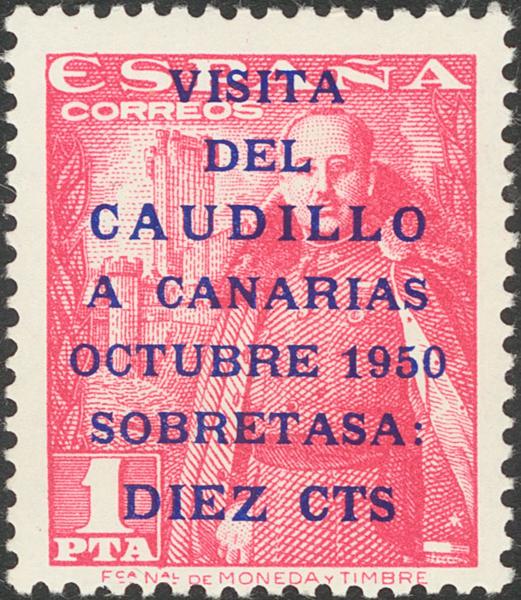 ESPAÑA
CORREOS
VISITA
DEL
CAUDILLO
A CANARIAS
OCTUBRE 1950
SOBRETASA:
DIEZ CTS
1
PTA
FCA NAL DE MONEDA Y TIMBRE